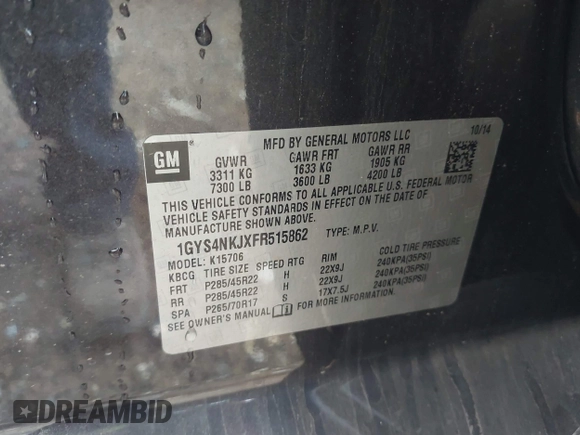 MFD BY GENERAL MOTORS LLC 10/14
GM
GVWR GAWR FRT GAWR RR
3311 KG 1633 KG 1905 KG
7300 LB 3600 LB 4200 LB
THIS VEHICLE CONFORMS TO ALL APPLICABLE U.S. FEDERAL MOTOR
VEHICLE SAFETY STANDARDS IN EFFECT ON THE DATE OF
MANUFACTURE SHOWN ABOVE.
1GYS4NKJXFR515862 TYPE: M.P.V.
MODEL: K15706
KBCG TIRE SIZE SPEED RTG RIM COLD TIRE PRESSURE
FRT P285/45R22 H 22X9J 240KPA(35PSI)
RR P285/45R22 H 22X9J 240KPA(35PSI)
SPA P265/70R17 S 17X7.5J 240KPA(35PSI)
SEE OWNER'S MANUAL FOR MORE INFORMATION.
DREAMBID